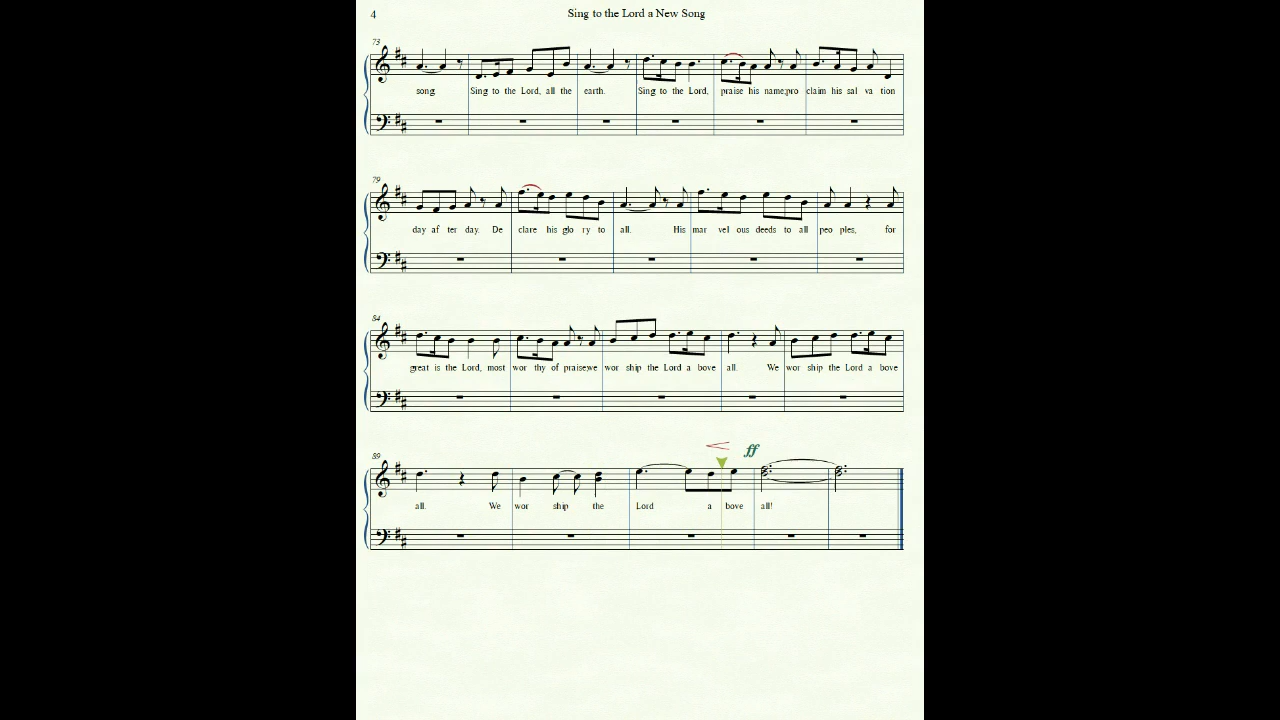 4 Sing to the Lord a New Song
73
song. Sing to the Lord, all the earth. Sing to the Lord, praise his name;pro claim his sal va tion
79
day af ter day. De clare his glo ry to all. His mar vel ous deeds to all peo ples, for
84
great is the Lord, most wor thy of praise;we wor ship the Lord a bove all. We wor ship the Lord a bove
ff
89
all. We wor ship the Lord a bove all!